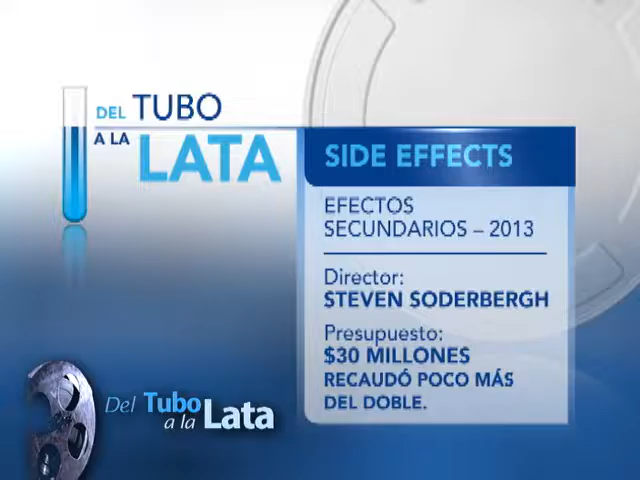 DEL TUBO
A LA LATA
SIDE EFFECTS
EFECTOS
SECUNDARIOS – 2013
Director:
STEVEN SODERBERGH
Presupuesto:
$30 MILLONES
RECAUDÓ POCO MÁS
DEL DOBLE.
Del Tubo
a la Lata